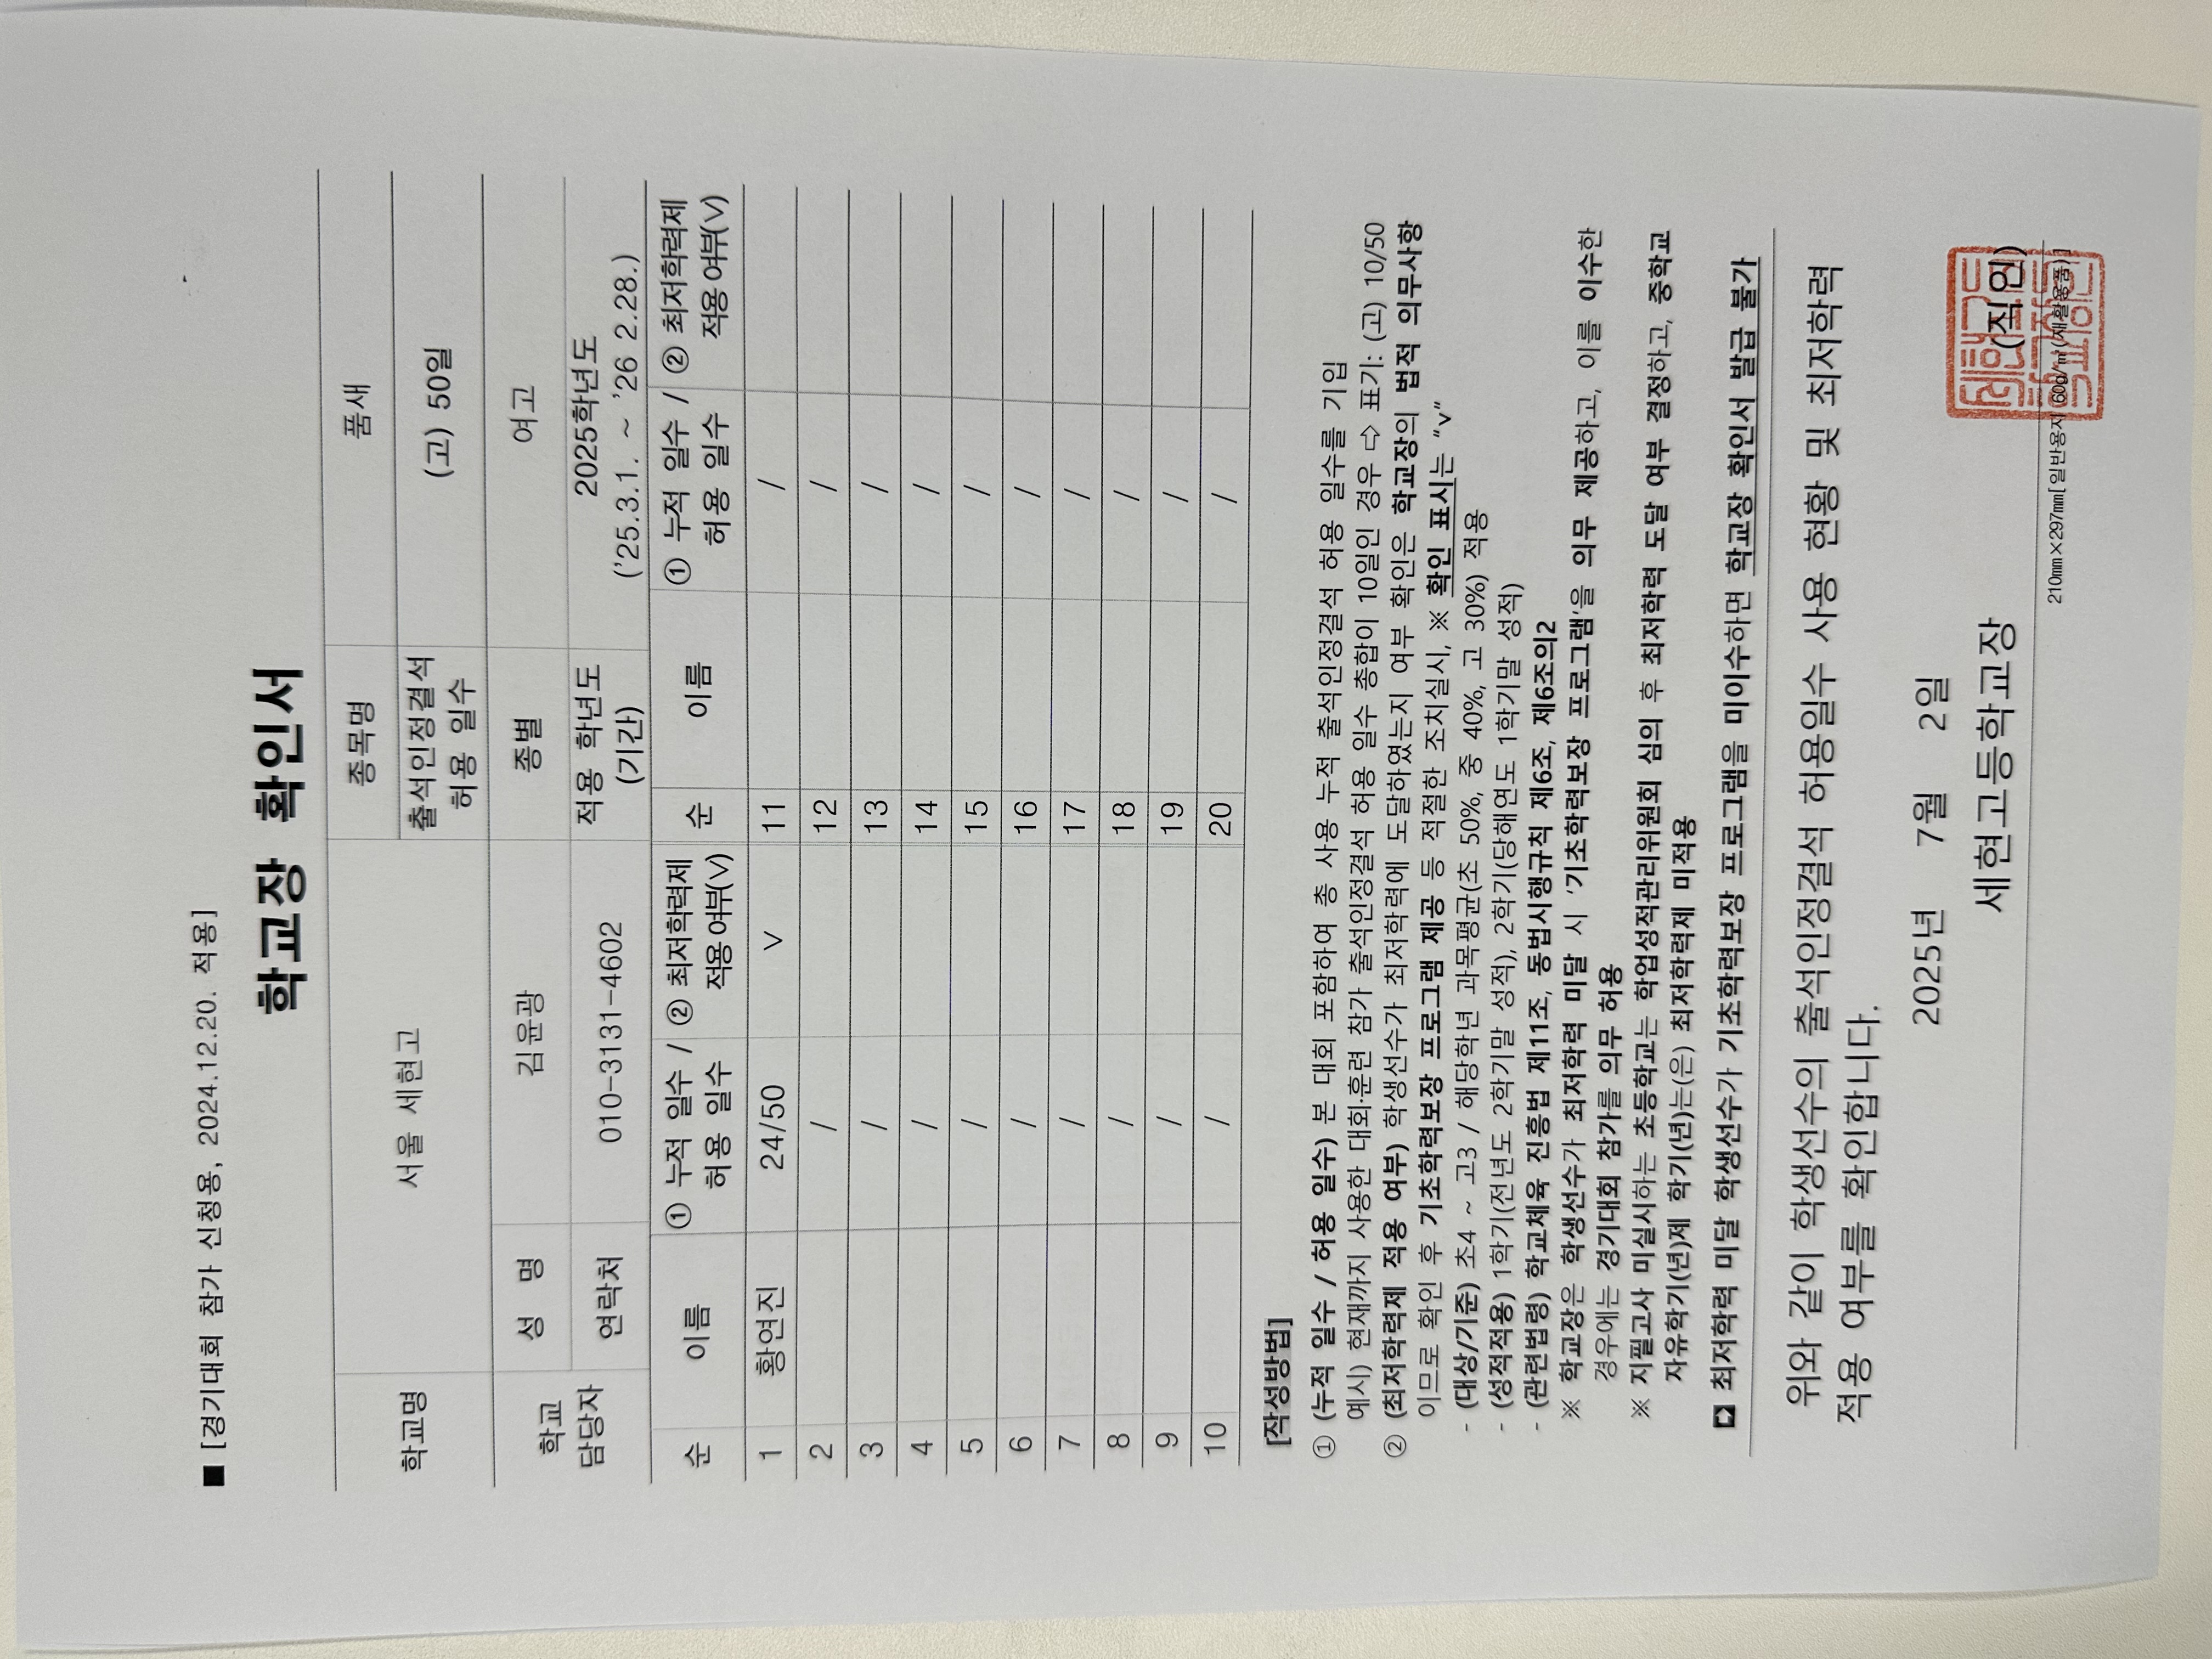 ■ [경기대회 참가 신청용, 2024.12.20. 적용]
학교장 확인서
학교명 서울 세현고 종목명 품새
출석인정결석 허용 일수 (고) 50일
학교 담당자 성 명 김윤광 종별 여고
연락처 010-3131-4602 적용 학년도 (기간) 2025학년도 ('25.3.1. ~ '26 2.28.)
순 이름 ① 누적 일수 / 허용 일수 ② 최저학력제 적용 여부(∨) 순 이름 ① 누적 일수 / 허용 일수 ② 최저학력제 적용 여부(∨)
1 황연진 24/50 ∨ 11 /
2 / 12 /
3 / 13 /
4 / 14 /
5 / 15 /
6 / 16 /
7 / 17 /
8 / 18 /
9 / 19 /
10 / 20 /
[작성방법]
① (누적 일수 / 허용 일수) 본 대회 포함하여 총 사용 누적 출석인정결석 허용 일수를 기입
예시) 현재까지 사용한 대회·훈련 참가 출석인정결석 허용 일수 총합이 10일인 경우 ⇨ 표기: (고) 10/50
② (최저학력제 적용 여부) 학생선수가 최저학력에 도달하였는지 여부 확인은 학교장의 법적 의무사항
이므로 확인 후 기초학력보장 프로그램 제공 등 적절한 조치실시, ※ 확인 표시는 "v"
- (대상/기준) 초4 ~ 고3 / 해당학년 과목평균(초 50%, 중 40%, 고 30%) 적용
- (성적적용) 1학기(전년도 2학기말 성적), 2학기(당해연도 1학기말 성적)
- (관련법령) 학교체육 진흥법 제11조, 동법시행규칙 제6조, 제6조의2
※ 학교장은 학생선수가 최저학력 미달 시 '기초학력보장 프로그램'을 의무 제공하고, 이를 이수한
경우에는 경기대회 참가를 의무 허용
※ 지필고사 미실시하는 초등학교는 학업성적관리위원회 심의 후 최저학력 도달 여부 결정하고, 중학교
자유학기(년)제 학기(년)는(은) 최저학력제 미적용
최저학력 미달 학생선수가 기초학력보장 프로그램을 미이수하면 학교장 확인서 발급 불가
위와 같이 학생선수의 출석인정결석 허용일수 사용 현황 및 최저학력
적용 여부를 확인합니다.
2025년 7월 2일
세현고등학교장 (직인)
210mm×297mm[일반용지 60g/㎡(재활용품)]